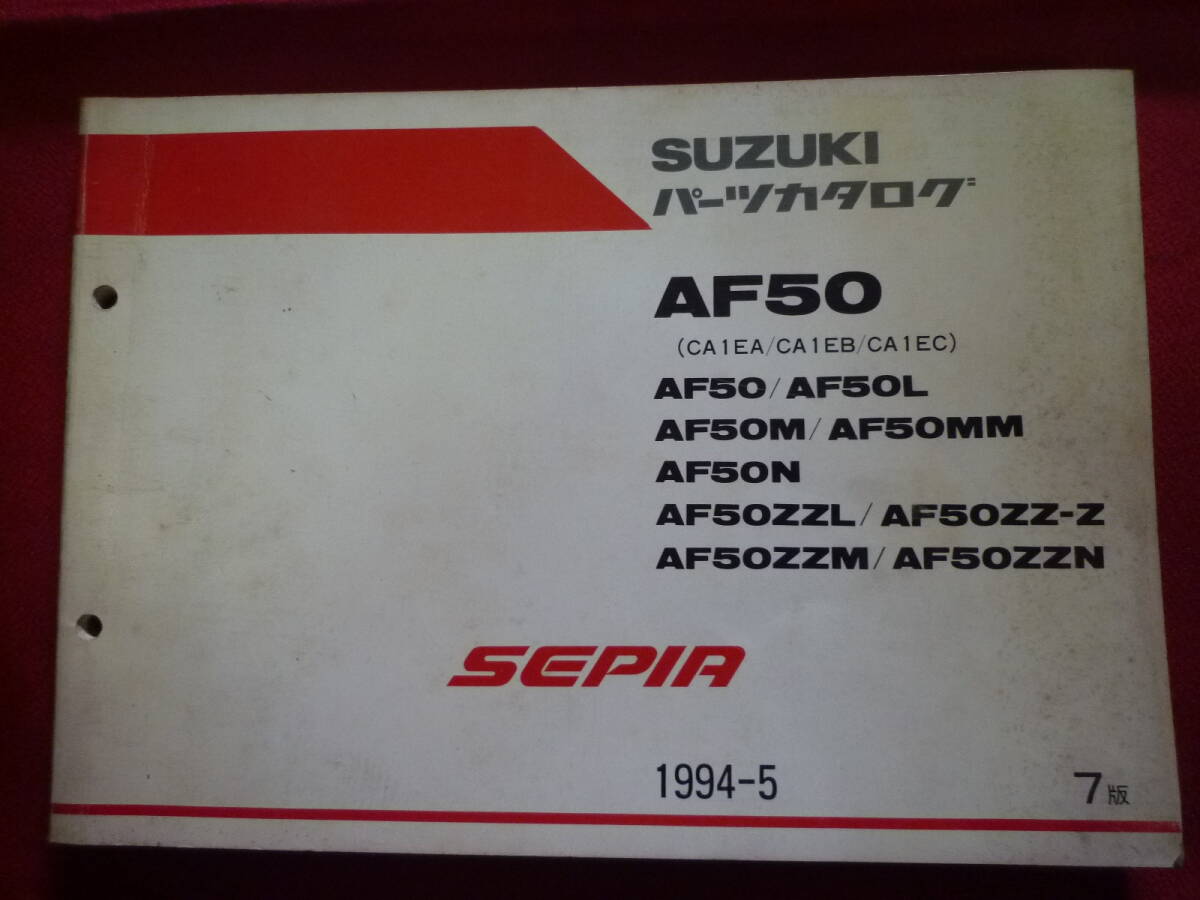 SUZUKI
パーツカタログ
AF50
(CA1EA/CA1EB/CA1EC)
AF50/AF50L
AF50M/AF50MM
AF50N
AF50ZZL/AF50ZZ-Z
AF50ZZM/AF50ZZN
SEPIA
1994-5
7版